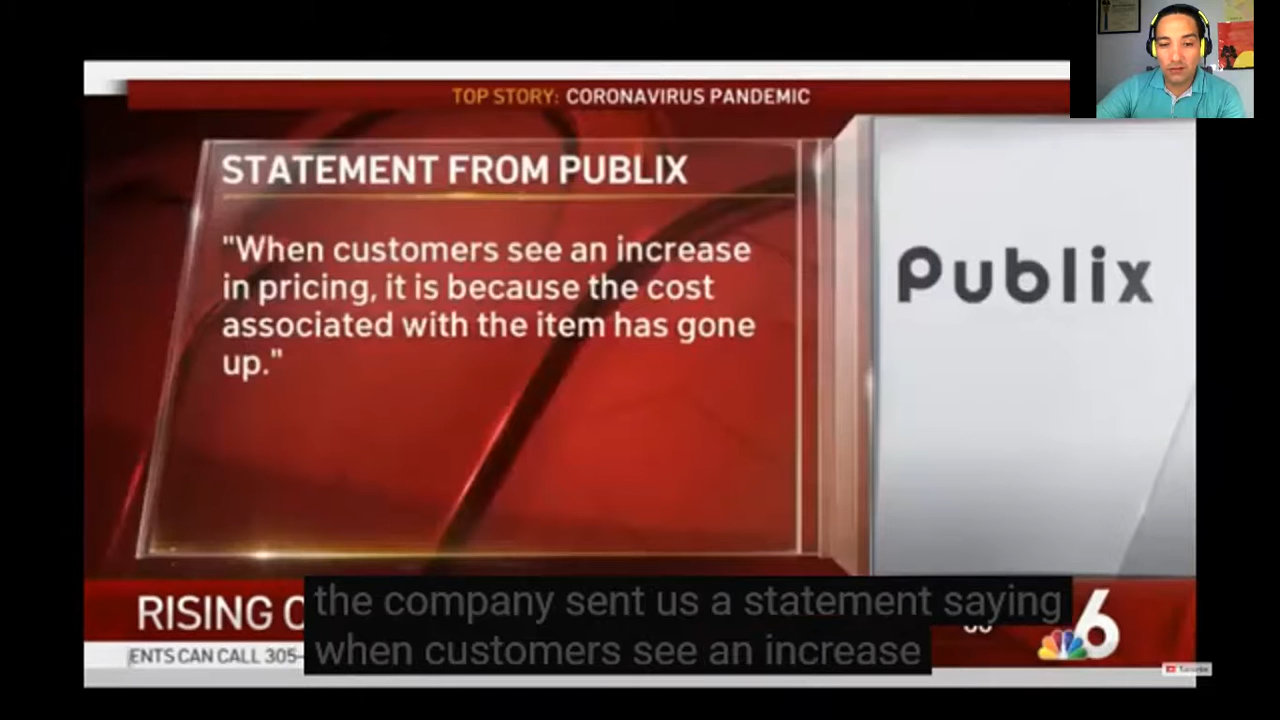 TOP STORY: CORONAVIRUS PANDEMIC
STATEMENT FROM PUBLIX
"When customers see an increase
in pricing, it is because the cost
associated with the item has gone
up."
Publix
RISING
the company sent us a statement saying
when customers see an increase
6
ENTS CAN CALL 305-